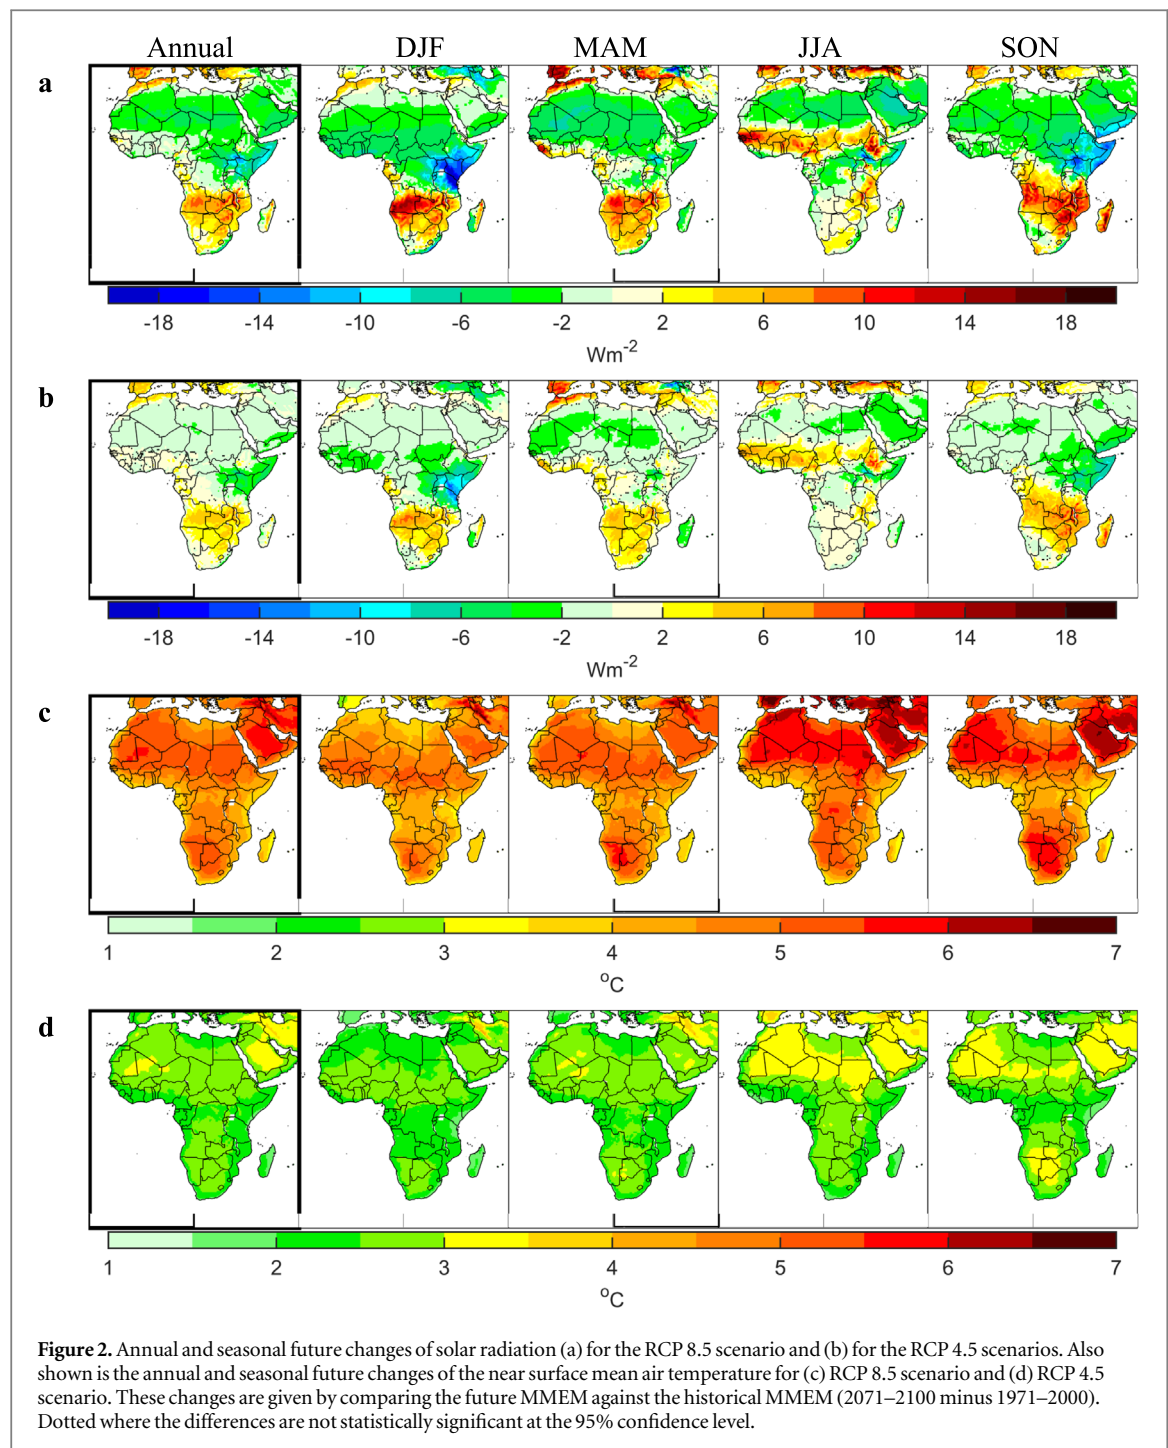 Annual DJF MAM JJA SON
a
-18 -14 -10 -6 -2 2 6 10 14 18
Wm-2
b
-18 -14 -10 -6 -2 2 6 10 14 18
Wm-2
c
1 2 3 4 5 6 7
oC
d
1 2 3 4 5 6 7
oC
Figure 2. Annual and seasonal future changes of solar radiation (a) for the RCP 8.5 scenario and (b) for the RCP 4.5 scenarios. Also
shown is the annual and seasonal future changes of the near surface mean air temperature for (c) RCP 8.5 scenario and (d) RCP 4.5
scenario. These changes are given by comparing the future MMEM against the historical MMEM (2071–2100 minus 1971–2000).
Dotted where the differences are not statistically significant at the 95% confidence level.